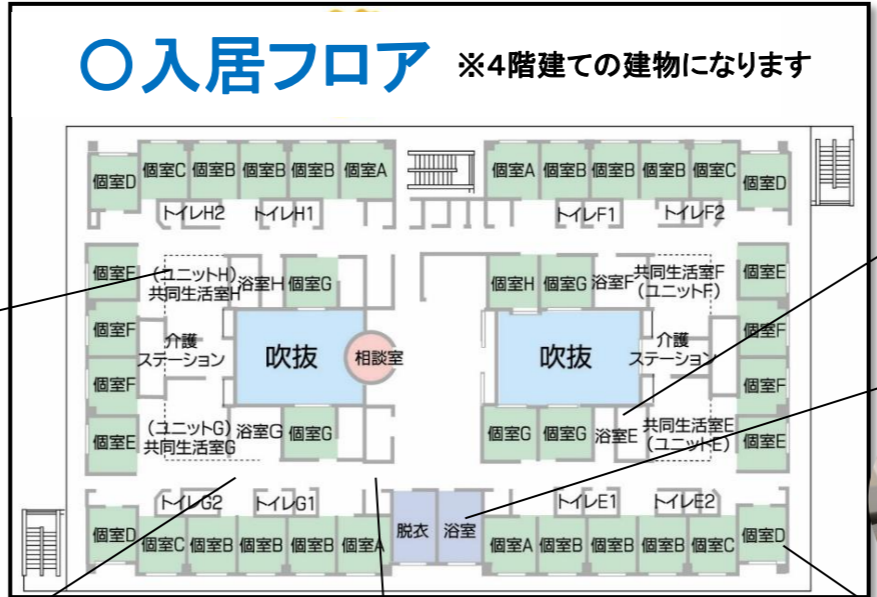 〇入居フロア ※4階建ての建物になります
個室D 個室C 個室B 個室B 個室B 個室A 個室A 個室B 個室B 個室B 個室C 個室D
トイレH2 トイレH1 トイレF1 トイレF2
個室E (ユニットH) 共同生活室H 浴室H 個室G 個室H 個室G 浴室F 共同生活室F (ユニットF) 個室E
個室F 介護 ステーション 吹抜 相談室 吹抜 介護 ステーション 個室F
個室F 個室F
個室E (ユニットG) 共同生活室G 浴室G 個室G 個室G 個室G 浴室E 共同生活室E (ユニットE) 個室E
トイレG2 トイレG1 トイレE1 トイレE2
個室D 個室C 個室B 個室B 個室B 個室A 脱衣 浴室 個室A 個室B 個室B 個室B 個室C 個室D